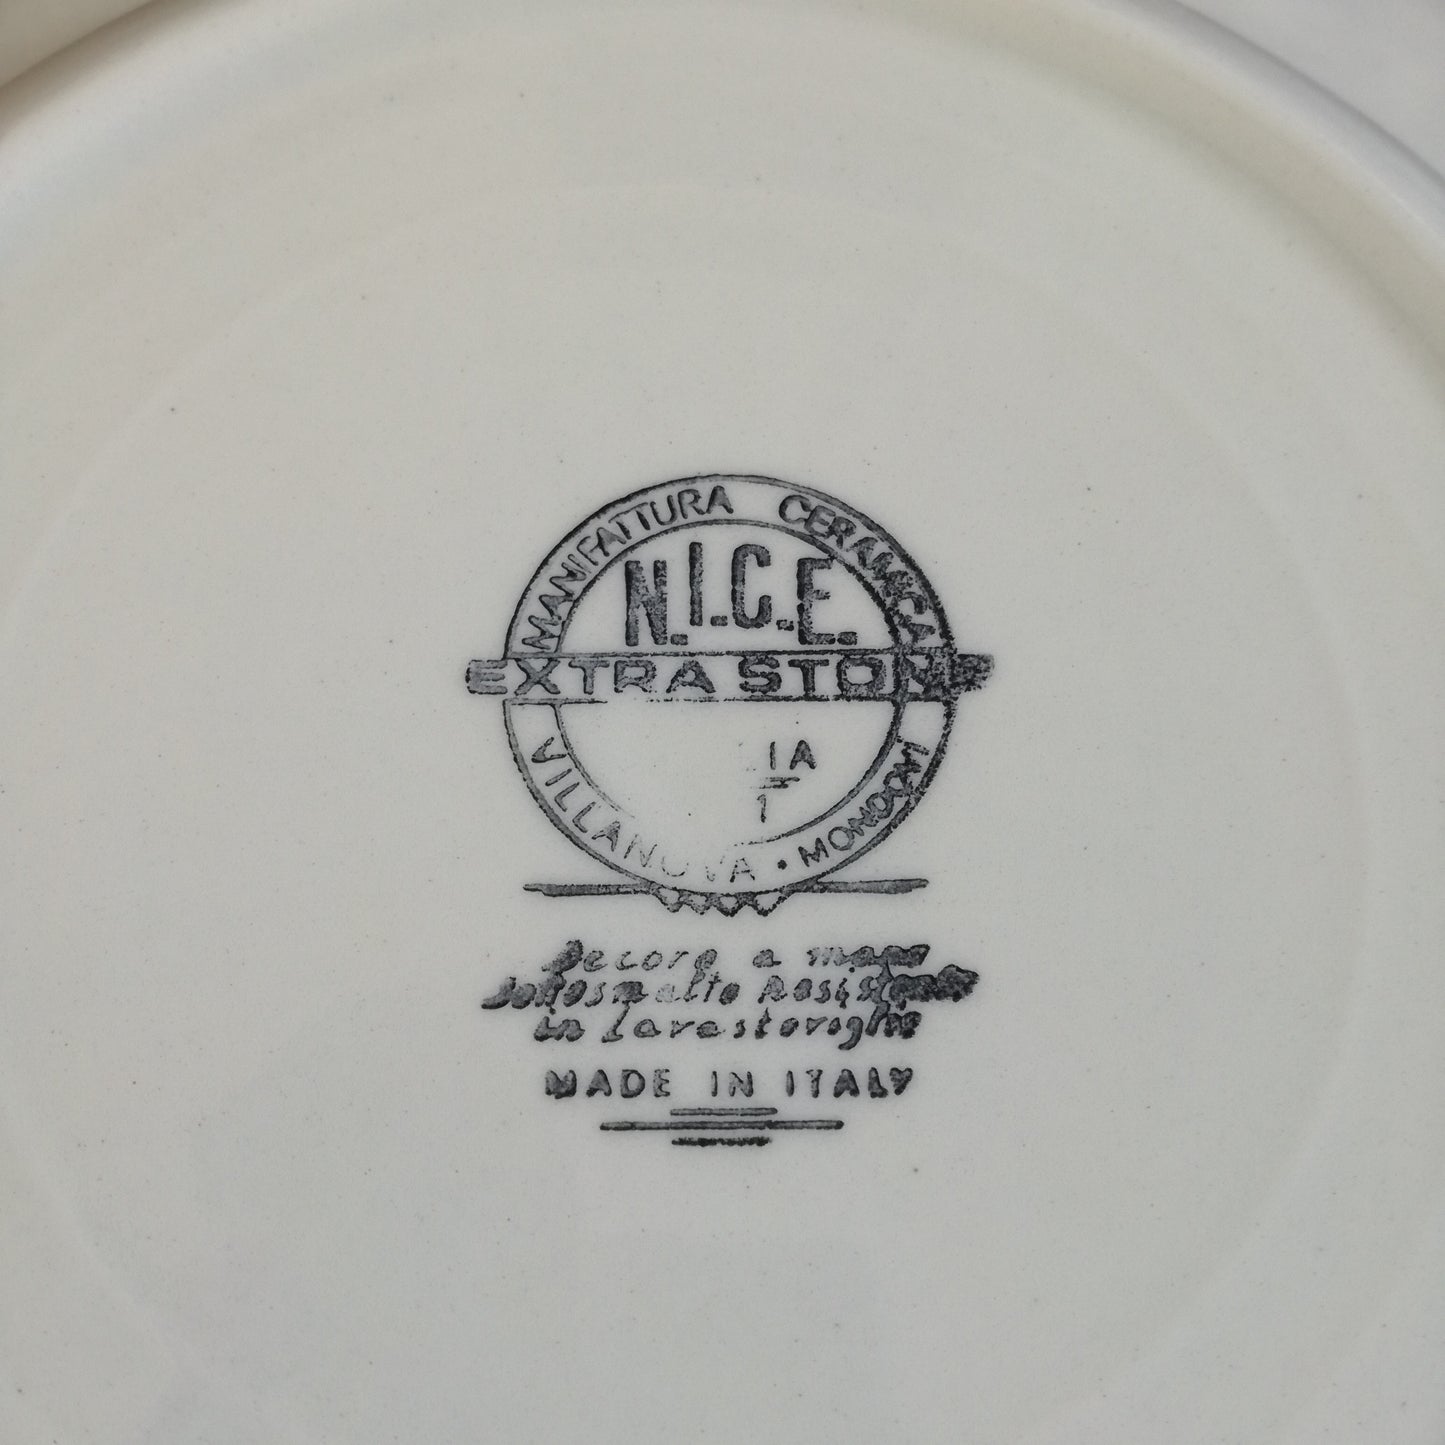 MANIFATTURA CERAMICA
N.I.C.E.
EXTRA STONE
IA
1
VILLANOVA · MONDOVI
Decoro a mano
sottosmalto Resistente
in lavastoviglie
MADE IN ITALY